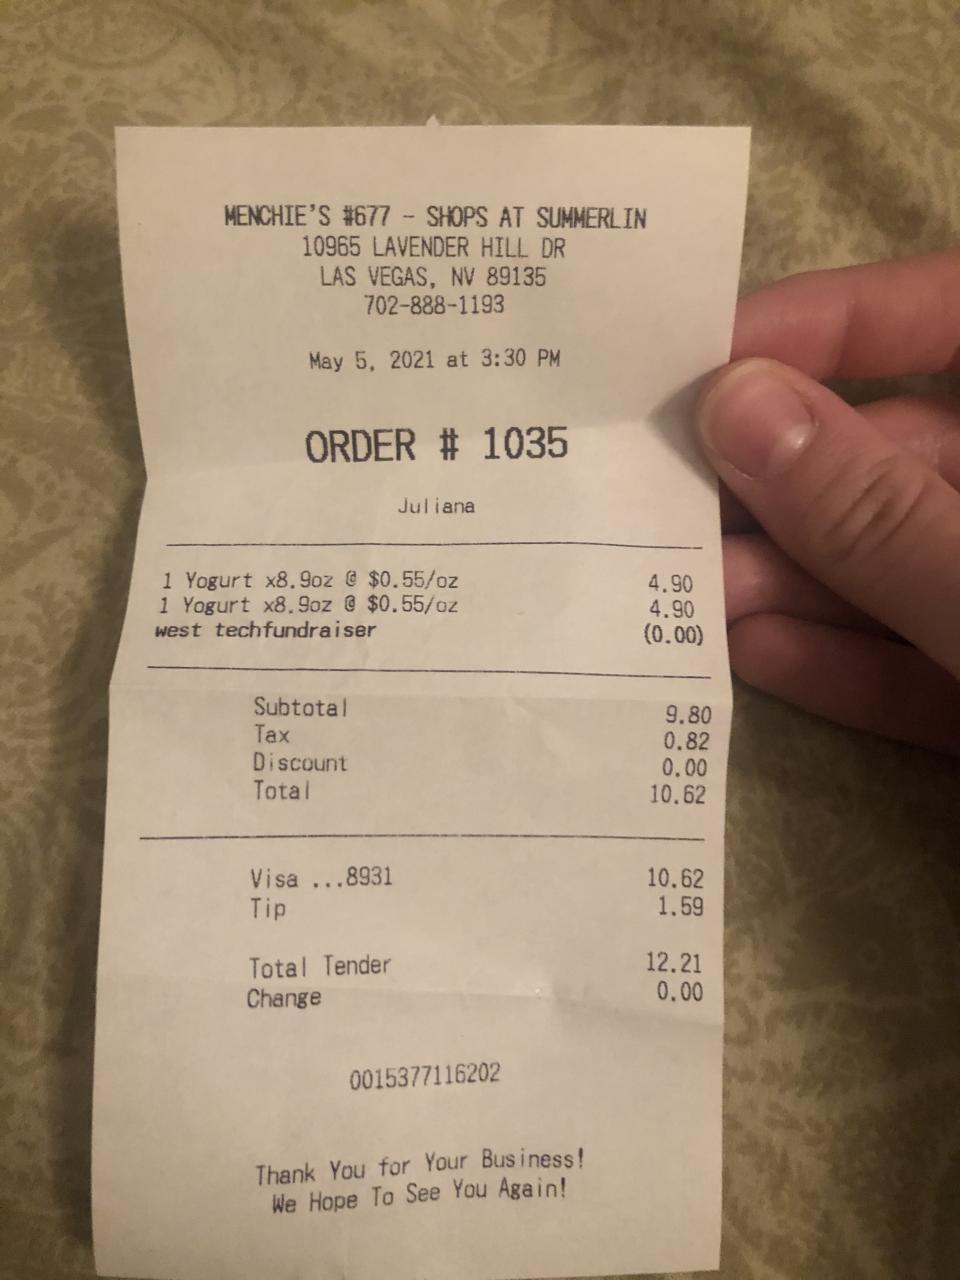 MENCHIE'S #677 - SHOPS AT SUMMERLIN
10965 LAVENDER HILL DR
LAS VEGAS, NV 89135
702-888-1193
May 5, 2021 at 3:30 PM
ORDER # 1035
Juliana
1 Yogurt x8.9oz @ $0.55/oz 4.90
1 Yogurt x8.9oz @ $0.55/oz 4.90
west techfundraiser (0.00)
Subtotal 9.80
Tax 0.82
Discount 0.00
Total 10.62
Visa ...8931 10.62
Tip 1.59
Total Tender 12.21
Change 0.00
0015377116202
Thank You for Your Business!
We Hope To See You Again!